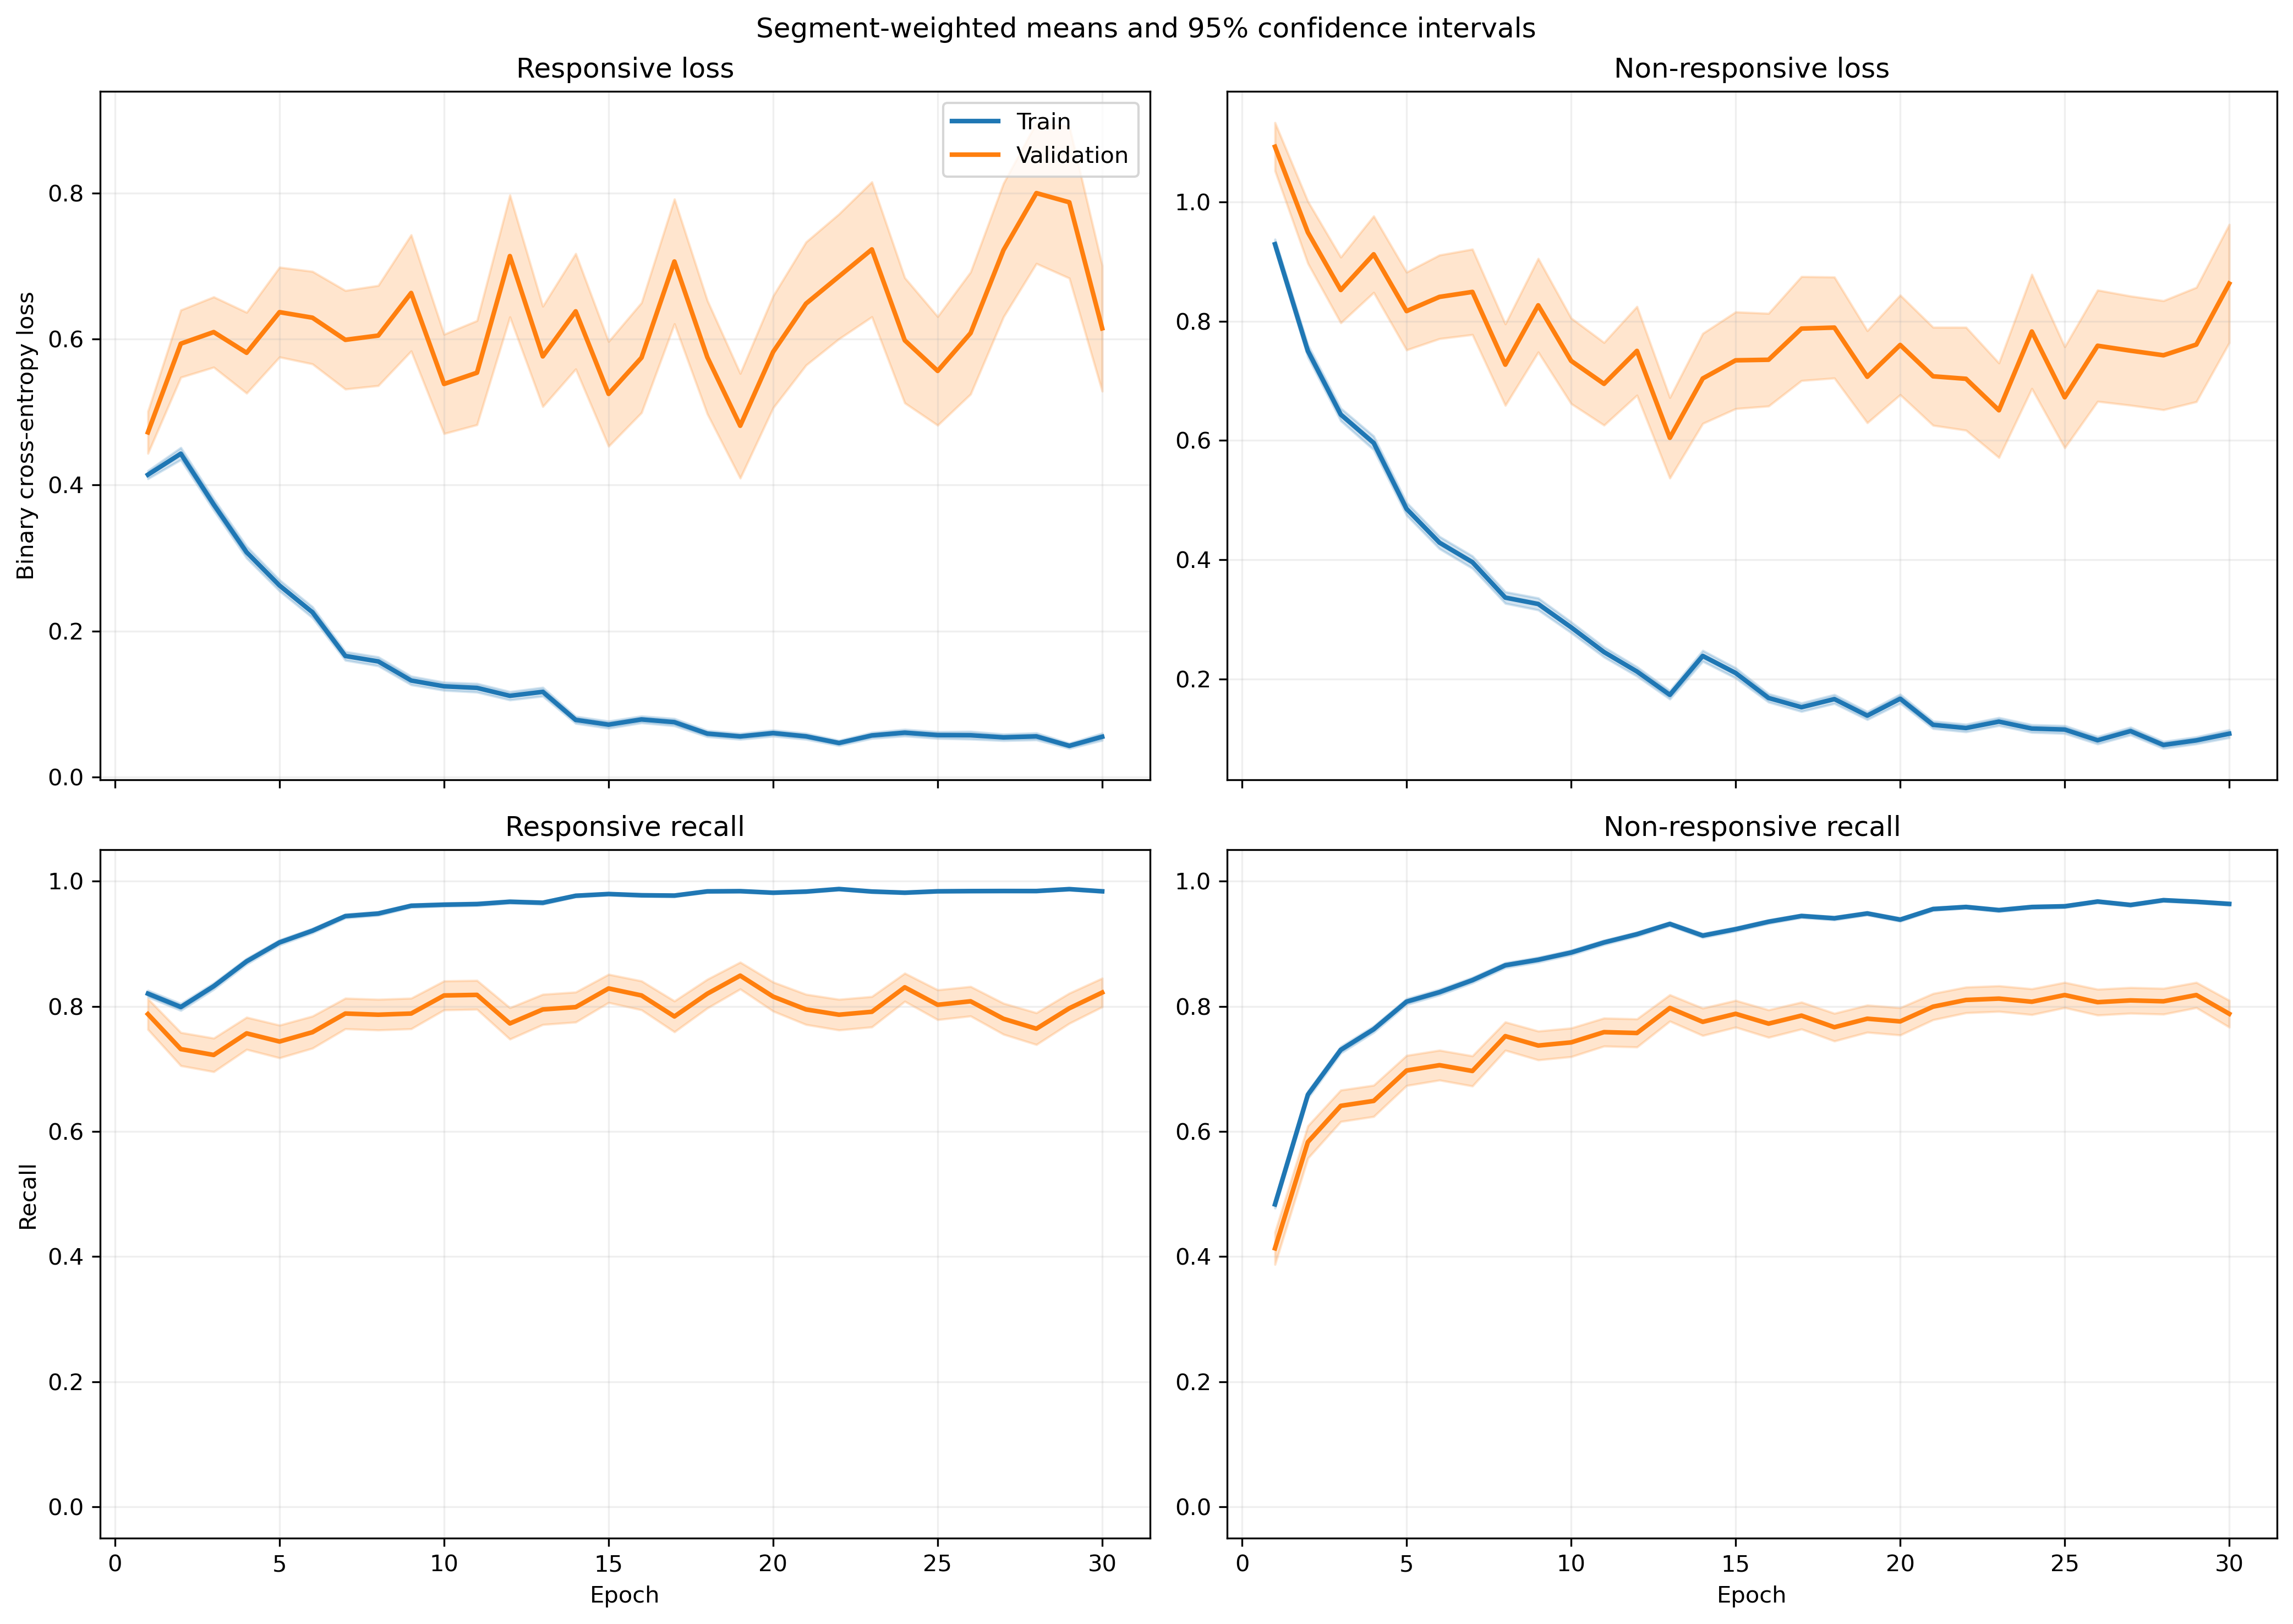 Segment-weighted means and 95% confidence intervals
Responsive loss
Non-responsive loss
Train
Validation
Binary cross-entropy loss
0.8
0.6
0.4
0.2
0.0
1.0
0.8
0.6
0.4
0.2
Responsive recall
Non-responsive recall
Recall
1.0
0.8
0.6
0.4
0.2
0.0
1.0
0.8
0.6
0.4
0.2
0.0
0 5 10 15 20 25 30
0 5 10 15 20 25 30
Epoch
Epoch